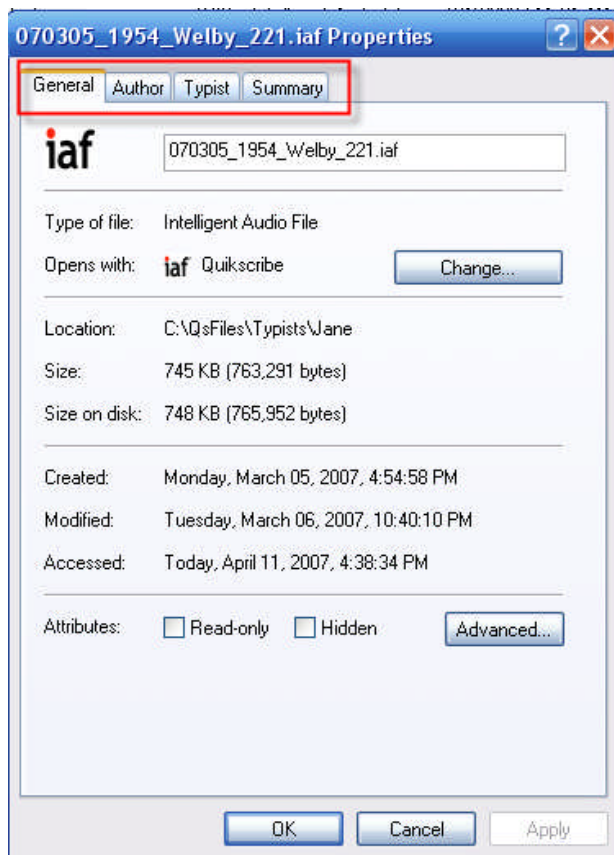 070305_1954_Welby_221.iaf Properties
General Author Typist Summary
iaf 070305_1954_Welby_221.iaf
Type of file: Intelligent Audio File
Opens with: iaf Quikscribe Change...
Location: C:\QsFiles\Typists\Jane
Size: 745 KB (763,291 bytes)
Size on disk: 748 KB (765,952 bytes)
Created: Monday, March 05, 2007, 4:54:58 PM
Modified: Tuesday, March 06, 2007, 10:40:10 PM
Accessed: Today, April 11, 2007, 4:38:34 PM
Attributes: Read-only Hidden Advanced...
OK Cancel Apply